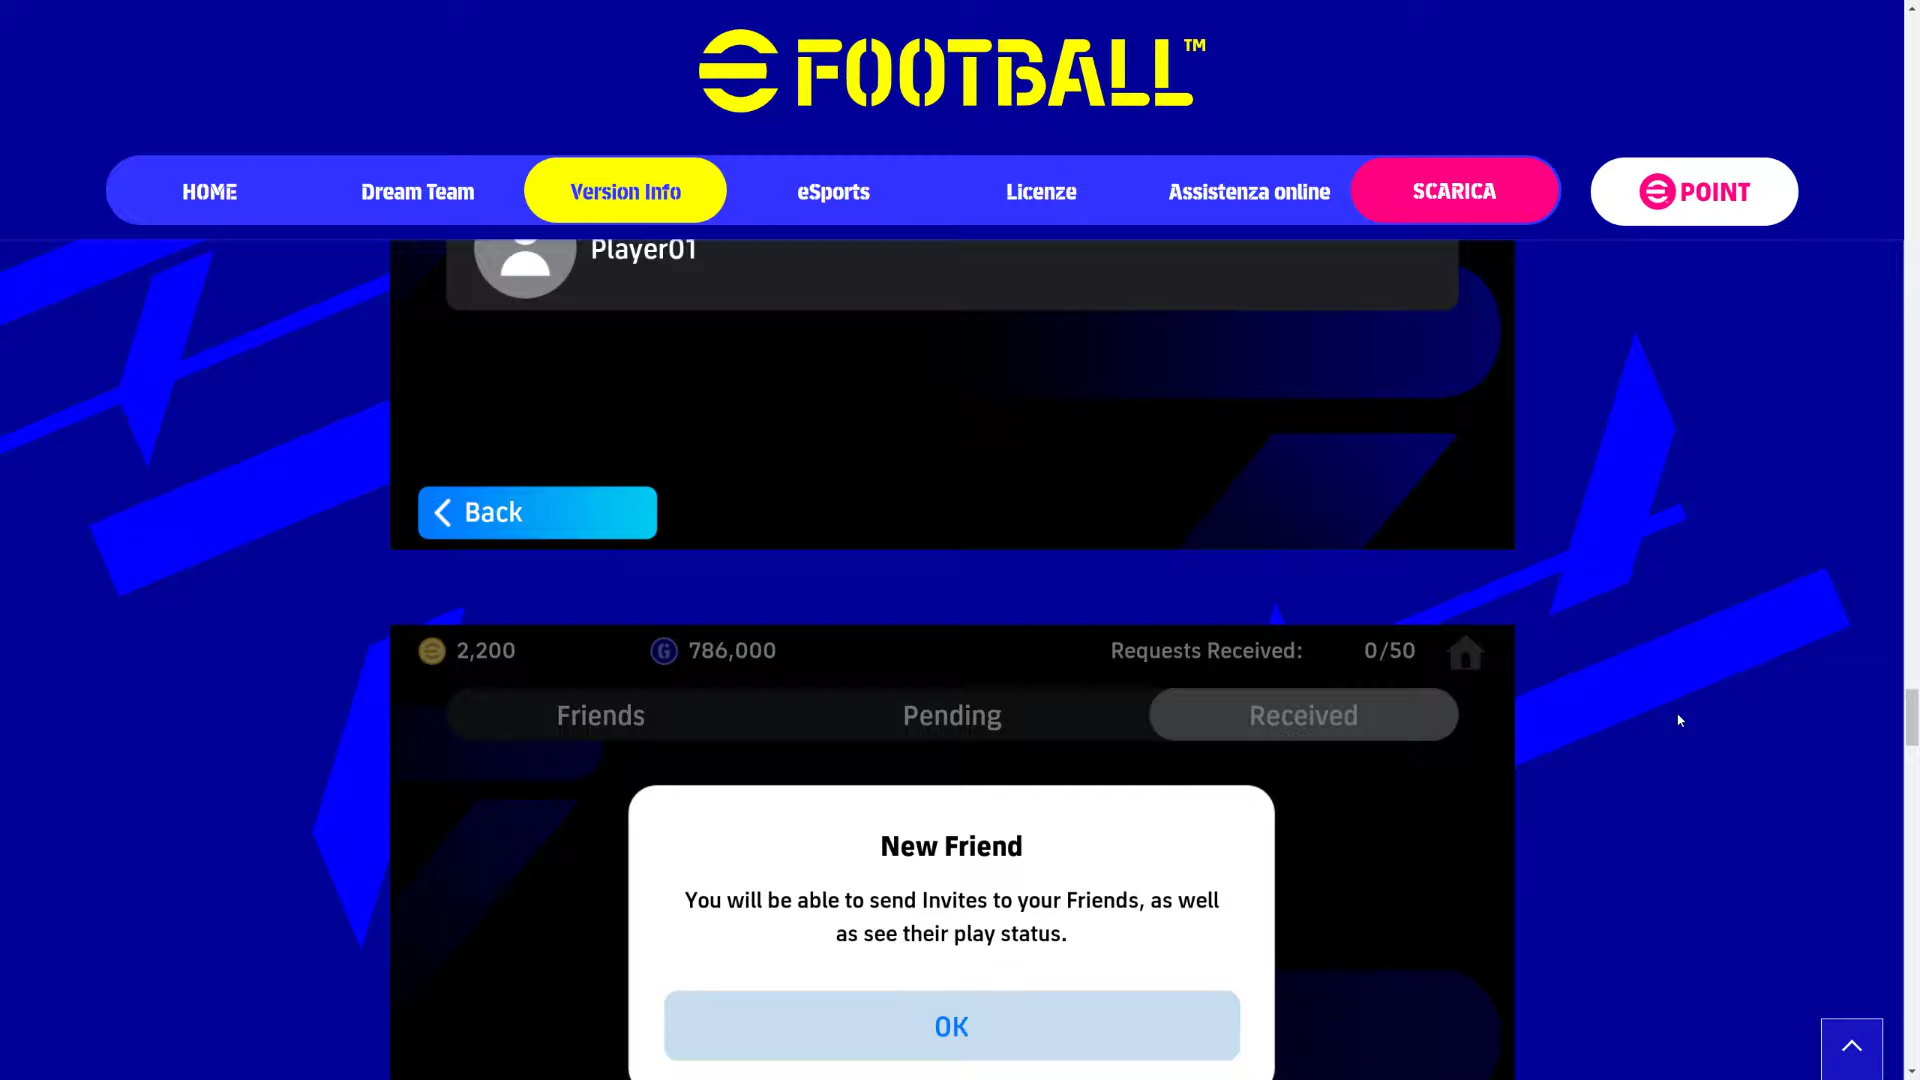 FOOTBALL™
HOME
Dream Team
Version Info
eSports
Licenze
Assistenza online
SCARICA
POINT
Player01
Back
2,200
786,000
Requests Received: 0/50
Friends
Pending
Received
New Friend
You will be able to send Invites to your Friends, as well
as see their play status.
OK